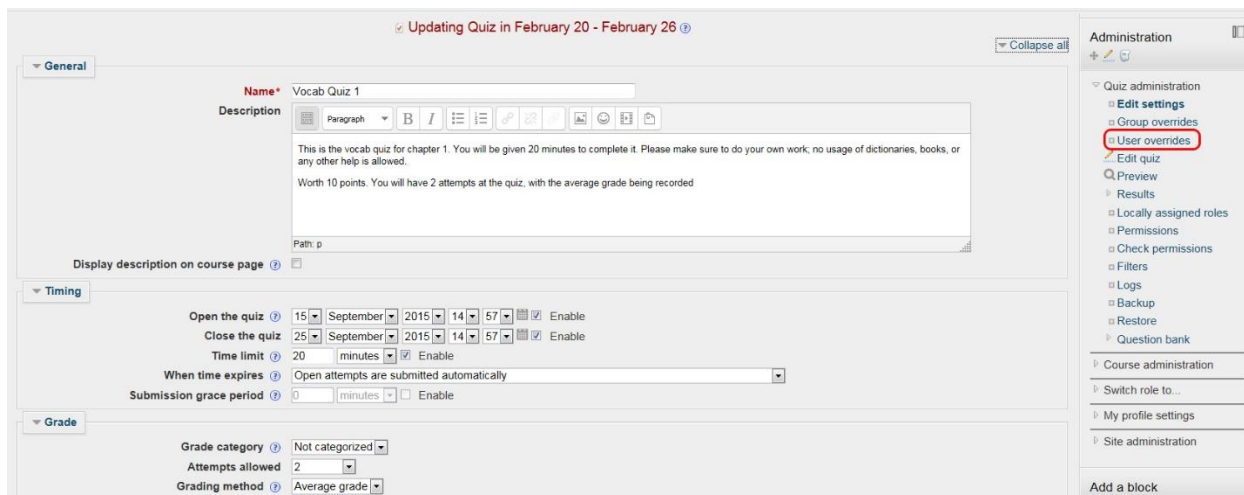 Updating Quiz in February 20 - February 26
Collapse all
General
Name* Vocab Quiz 1
Description
Paragraph B I
This is the vocab quiz for chapter 1. You will be given 20 minutes to complete it. Please make sure to do your own work; no usage of dictionaries, books, or
any other help is allowed.
Worth 10 points. You will have 2 attempts at the quiz, with the average grade being recorded
Path: p
Display description on course page
Timing
Open the quiz 15 September 2015 14 57 Enable
Close the quiz 25 September 2015 14 57 Enable
Time limit 20 minutes Enable
When time expires Open attempts are submitted automatically
Submission grace period 0 minutes Enable
Grade
Grade category Not categorized
Attempts allowed 2
Grading method Average grade
Administration
Quiz administration
Edit settings
Group overrides
User overrides
Edit quiz
Preview
Results
Locally assigned roles
Permissions
Check permissions
Filters
Logs
Backup
Restore
Question bank
Course administration
Switch role to...
My profile settings
Site administration
Add a block